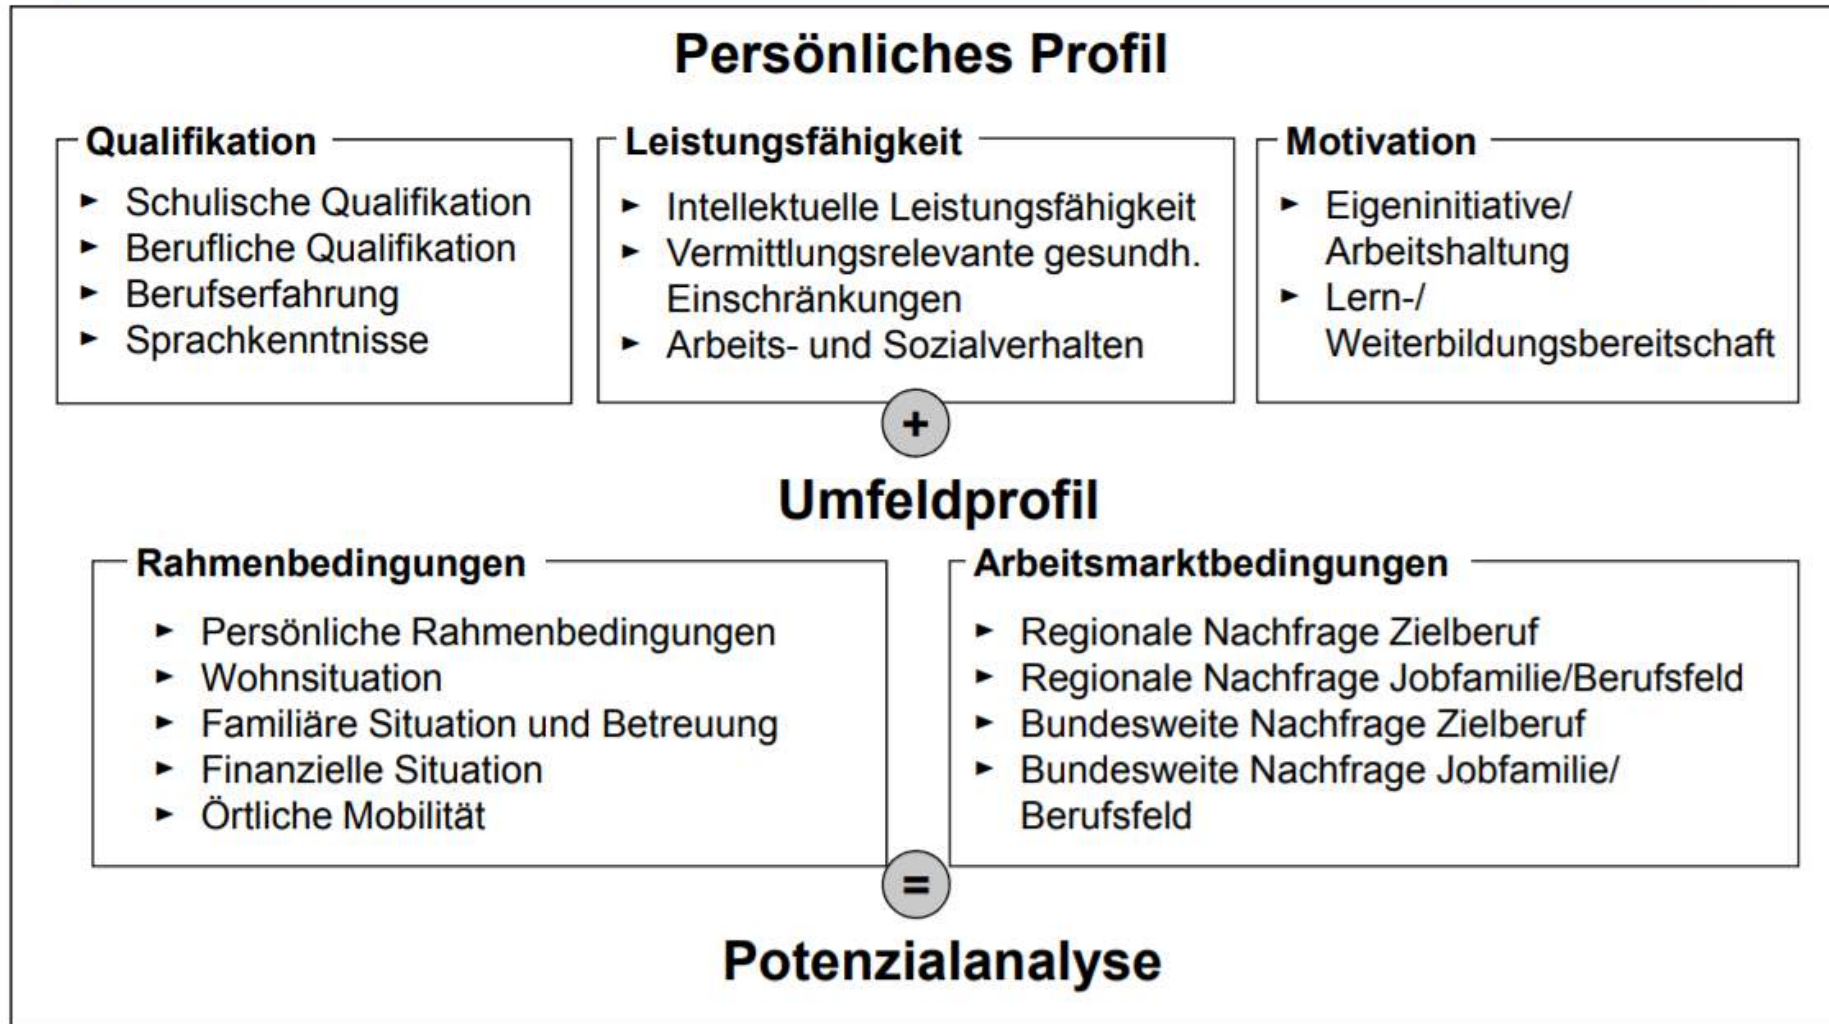 Persönliches Profil
Qualifikation
► Schulische Qualifikation
► Berufliche Qualifikation
► Berufserfahrung
► Sprachkenntnisse
Leistungsfähigkeit
► Intellektuelle Leistungsfähigkeit
► Vermittlungsrelevante gesundh.
Einschränkungen
► Arbeits- und Sozialverhalten
Motivation
► Eigeninitiative/
Arbeitshaltung
► Lern-/
Weiterbildungsbereitschaft
+
Umfeldprofil
Rahmenbedingungen
► Persönliche Rahmenbedingungen
► Wohnsituation
► Familiäre Situation und Betreuung
► Finanzielle Situation
► Örtliche Mobilität
Arbeitsmarktbedingungen
► Regionale Nachfrage Zielberuf
► Regionale Nachfrage Jobfamilie/Berufsfeld
► Bundesweite Nachfrage Zielberuf
► Bundesweite Nachfrage Jobfamilie/
Berufsfeld
=
Potenzialanalyse